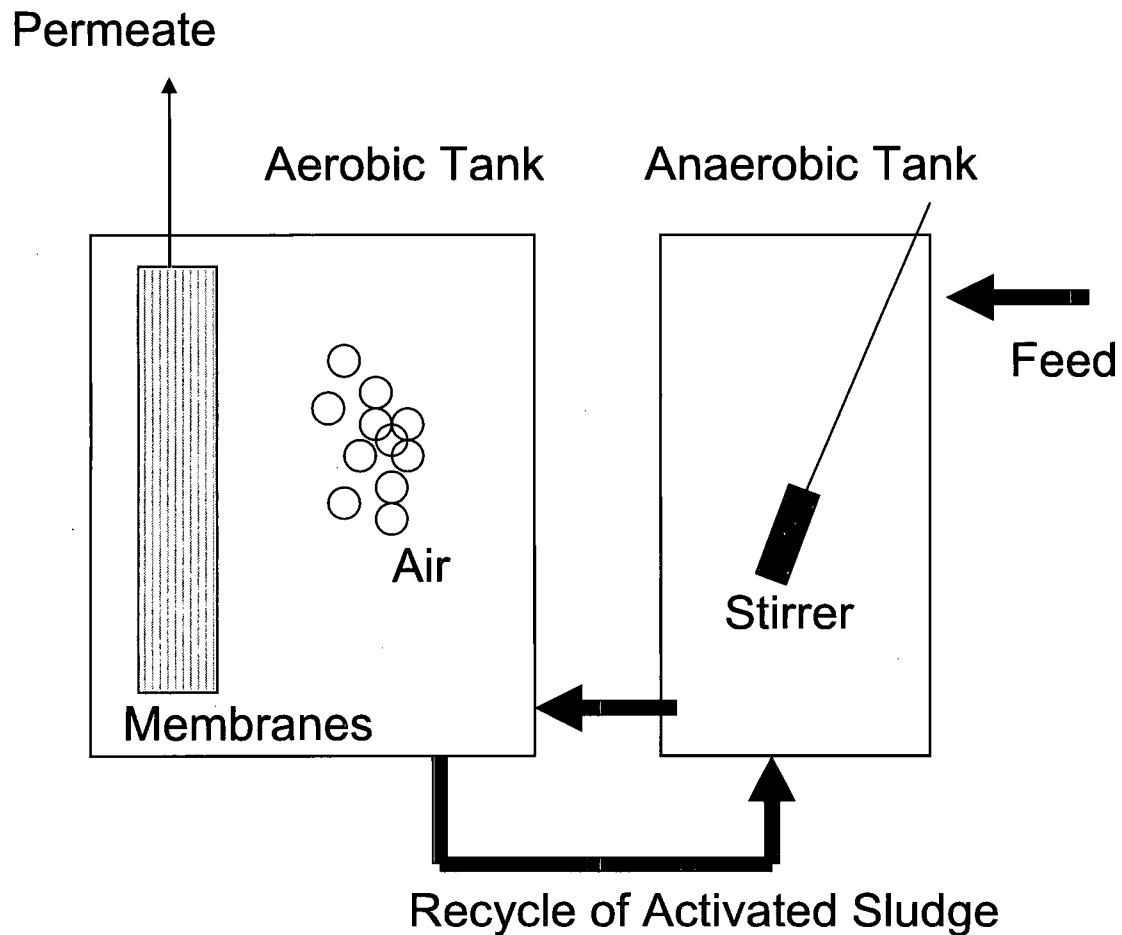 Permeate
Aerobic Tank
Anaerobic Tank
Feed
Air
Stirrer
Membranes
Recycle of Activated Sludge